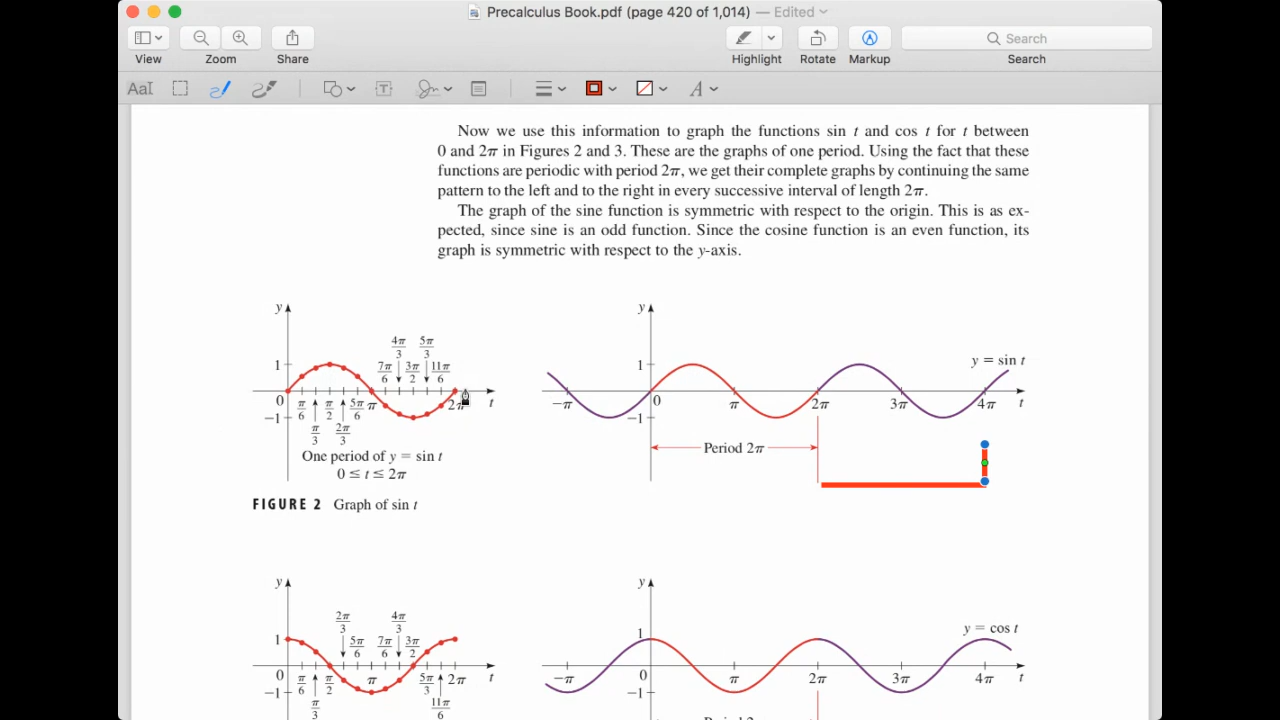 Precalculus Book.pdf (page 420 of 1,014) — Edited
View Zoom Share Highlight Rotate Markup Search
Search
AaI T A
Now we use this information to graph the functions sin t and cos t for t between
0 and 2π in Figures 2 and 3. These are the graphs of one period. Using the fact that these
functions are periodic with period 2π, we get their complete graphs by continuing the same
pattern to the left and to the right in every successive interval of length 2π.
The graph of the sine function is symmetric with respect to the origin. This is as ex-
pected, since sine is an odd function. Since the cosine function is an even function, its
graph is symmetric with respect to the y-axis.
y
4π/3 5π/3
1 7π/6 3π/2 11π/6
0 π/6 π/2 5π/6 π 2π t
−1 π/3 2π/3
One period of y = sin t
0 ≤ t ≤ 2π
y
y = sin t
1
−π 0 π 2π 3π 4π t
−1
Period 2π
FIGURE 2 Graph of sin t
y
2π/3 4π/3
1 5π/6 7π/6 3π/2
0 π/6 π/2 π 5π/3 2π t
−1 π/3 11π/6
y
y = cos t
1
−π 0 π 2π 3π 4π t
−1